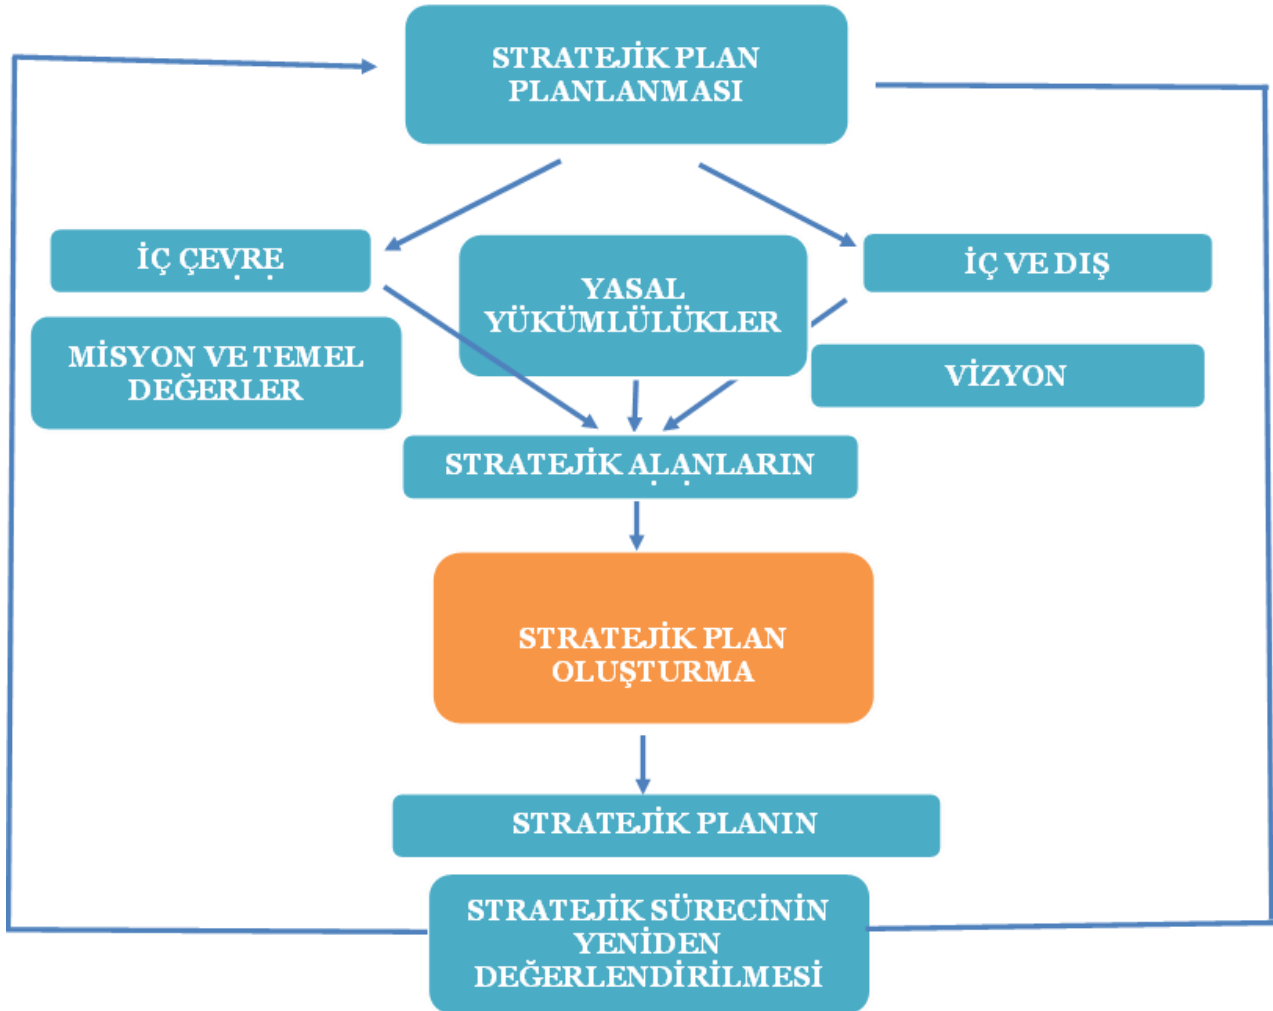 STRATEJİK PLAN
PLANLANMASI
İÇ ÇEVRE
YASAL
YÜKÜMLÜLÜKLER
İÇ VE DIŞ
MİSYON VE TEMEL
DEĞERLER
VİZYON
STRATEJİK ALANLARIN
STRATEJİK PLAN
OLUŞTURMA
STRATEJİK PLANIN
STRATEJİK SÜRECİNİN
YENİDEN
DEĞERLENDİRİLMESİ